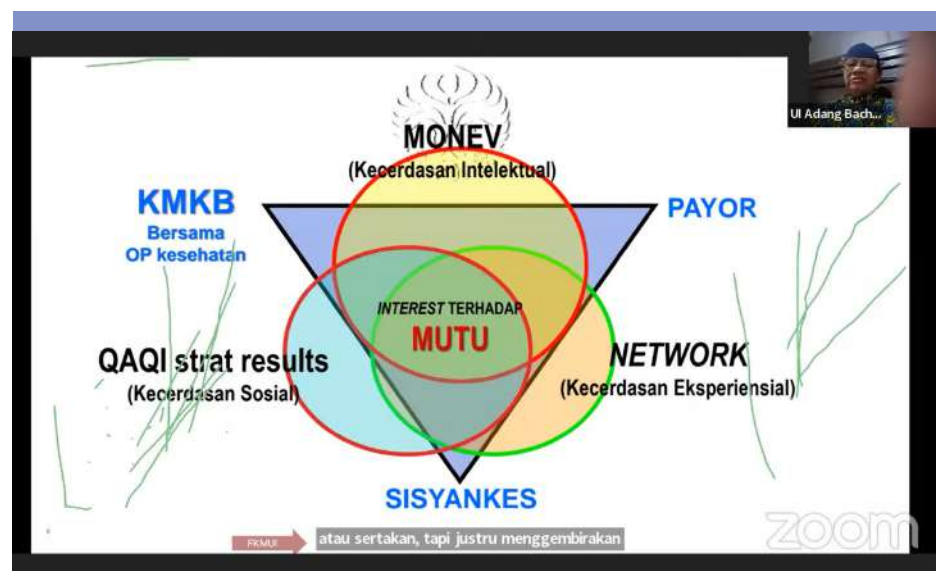 UI Adang Bach...
MONEV
(Kecerdasan Intelektual)
KMKB
Bersama
OP kesehatan
PAYOR
INTEREST TERHADAP
MUTU
QAQI strat results
(Kecerdasan Sosial)
NETWORK
(Kecerdasan Eksperiensial)
SISYANKES
FKMUI
atau sertakan, tapi justru menggembirakan
zoom